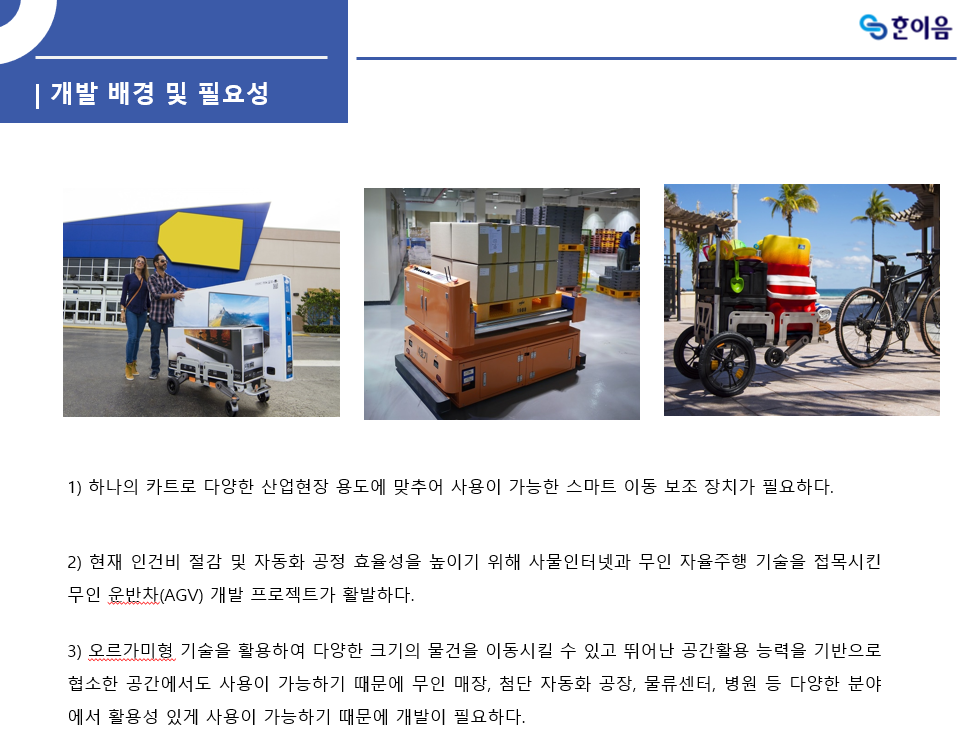 한이음
| 개발 배경 및 필요성
1) 하나의 카트로 다양한 산업현장 용도에 맞추어 사용이 가능한 스마트 이동 보조 장치가 필요하다.
2) 현재 인건비 절감 및 자동화 공정 효율성을 높이기 위해 사물인터넷과 무인 자율주행 기술을 접목시킨
무인 운반차(AGV) 개발 프로젝트가 활발하다.
3) 오르가미형 기술을 활용하여 다양한 크기의 물건을 이동시킬 수 있고 뛰어난 공간활용 능력을 기반으로
협소한 공간에서도 사용이 가능하기 때문에 무인 매장, 첨단 자동화 공장, 물류센터, 병원 등 다양한 분야
에서 활용성 있게 사용이 가능하기 때문에 개발이 필요하다.